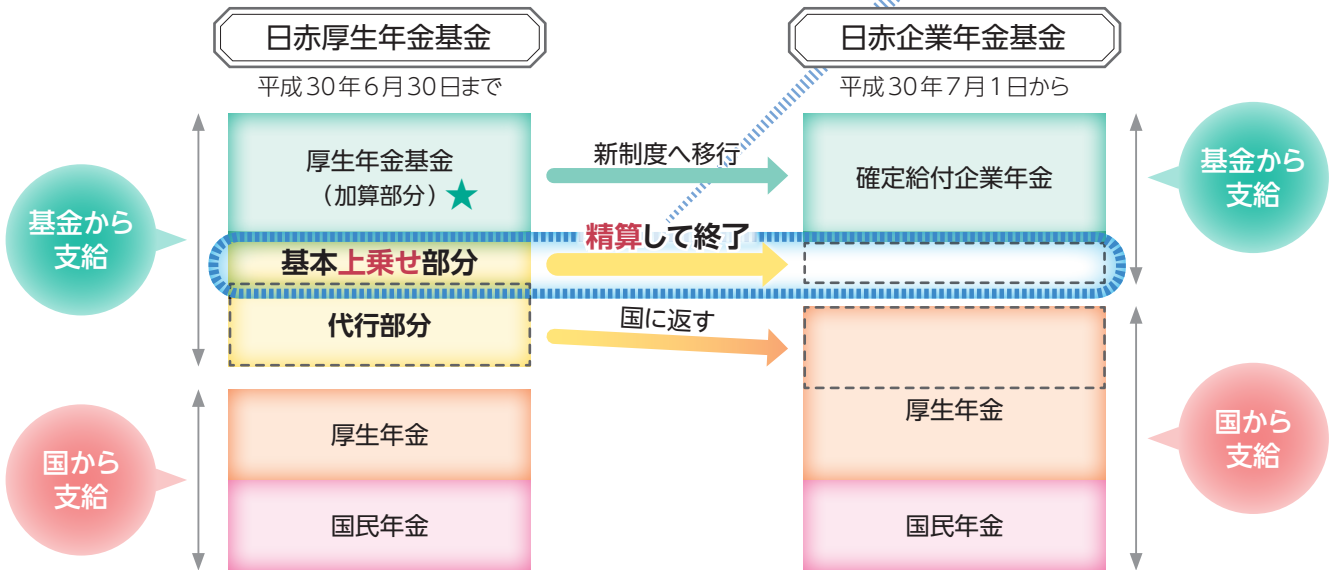 日赤厚生年金基金
平成30年6月30日まで
日赤企業年金基金
平成30年7月1日から
基金から
支給
厚生年金基金
（加算部分）★
新制度へ移行
確定給付企業年金
基金から
支給
基本上乗せ部分
精算して終了
代行部分
国に返す
国から
支給
厚生年金
厚生年金
国から
支給
国民年金
国民年金